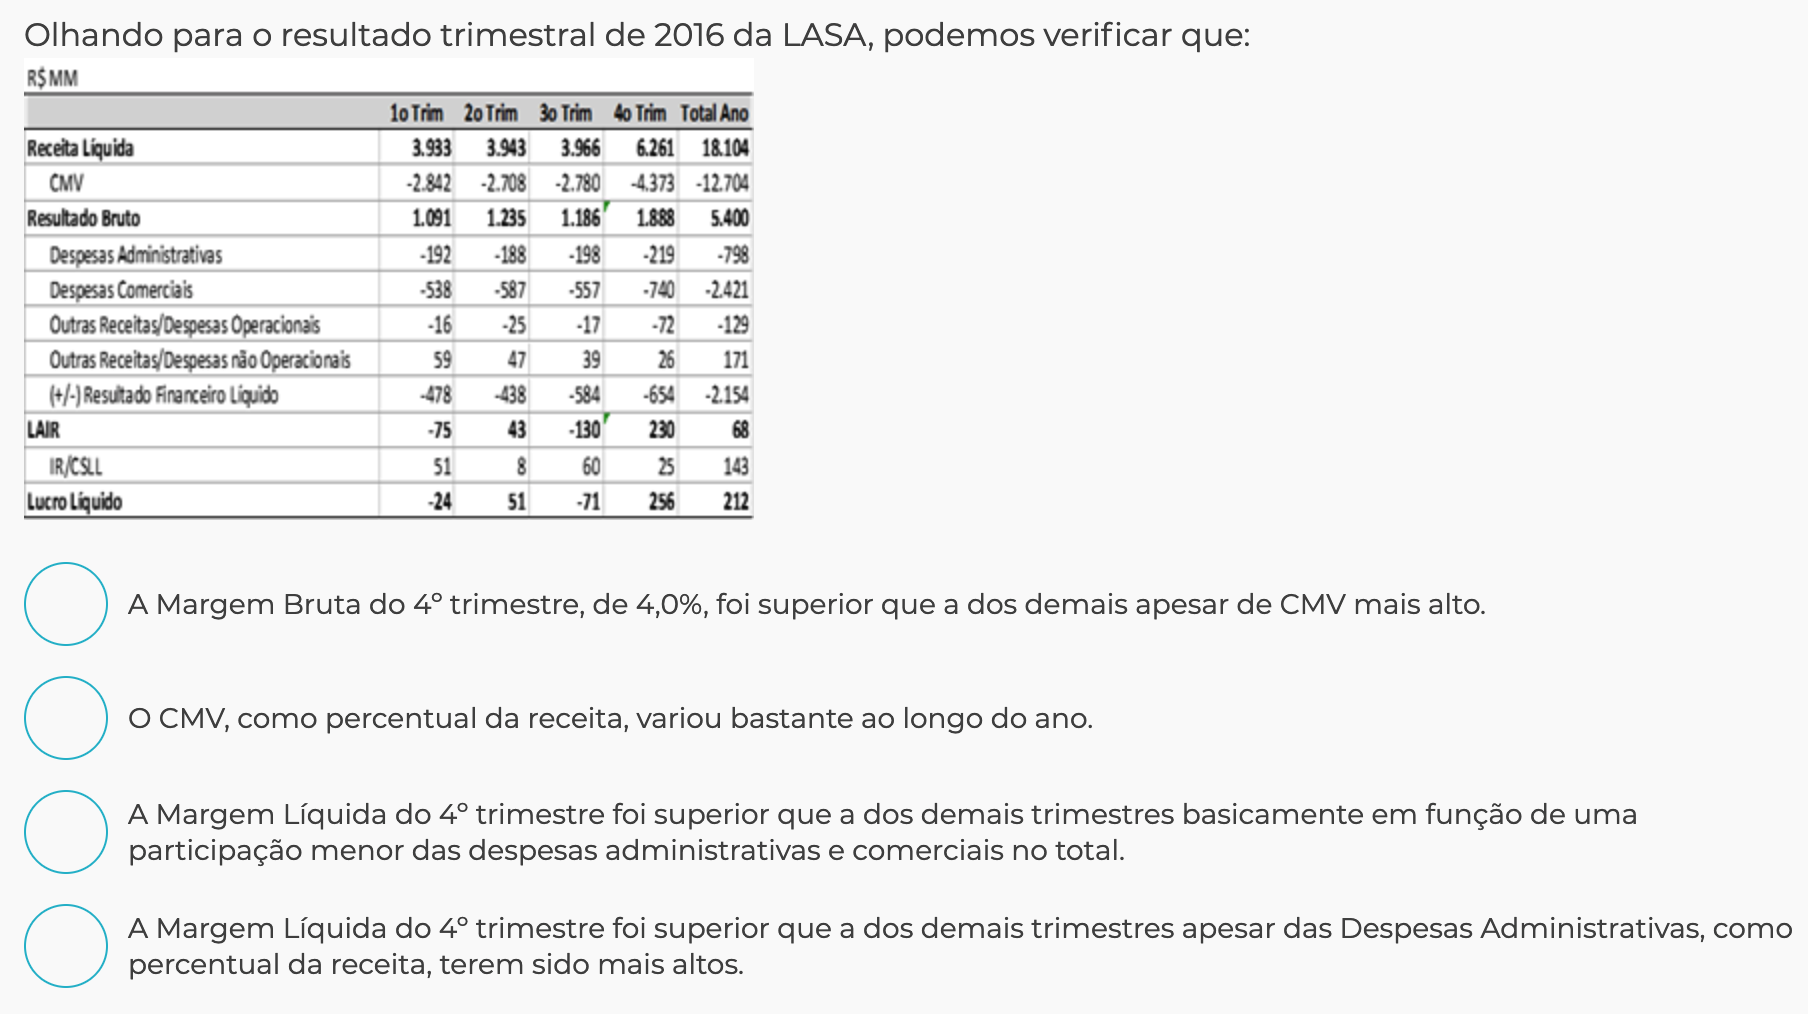 Olhando para o resultado trimestral de 2016 da LASA, podemos verificar que:
R$ MM
1o Trim 2o Trim 3o Trim 4o Trim Total Ano
Receita Líquida 3.933 3.943 3.966 6.261 18.104
CMV -2.842 -2.708 -2.780 -4.373 -12.704
Resultado Bruto 1.091 1.235 1.186 1.888 5.400
Despesas Administrativas -192 -188 -198 -219 -798
Despesas Comerciais -538 -587 -557 -740 -2.421
Outras Receitas/Despesas Operacionais -16 -25 -17 -72 -129
Outras Receitas/Despesas não Operacionais 59 47 39 26 171
(+/-) Resultado Financeiro Líquido -478 -438 -584 -654 -2.154
LAIR -75 43 -130 230 68
IR/CSLL 51 8 60 25 143
Lucro Líquido -24 51 -71 256 212
A Margem Bruta do 4º trimestre, de 4,0%, foi superior que a dos demais apesar de CMV mais alto.
O CMV, como percentual da receita, variou bastante ao longo do ano.
A Margem Líquida do 4º trimestre foi superior que a dos demais trimestres basicamente em função de uma
participação menor das despesas administrativas e comerciais no total.
A Margem Líquida do 4º trimestre foi superior que a dos demais trimestres apesar das Despesas Administrativas, como
percentual da receita, terem sido mais altos.